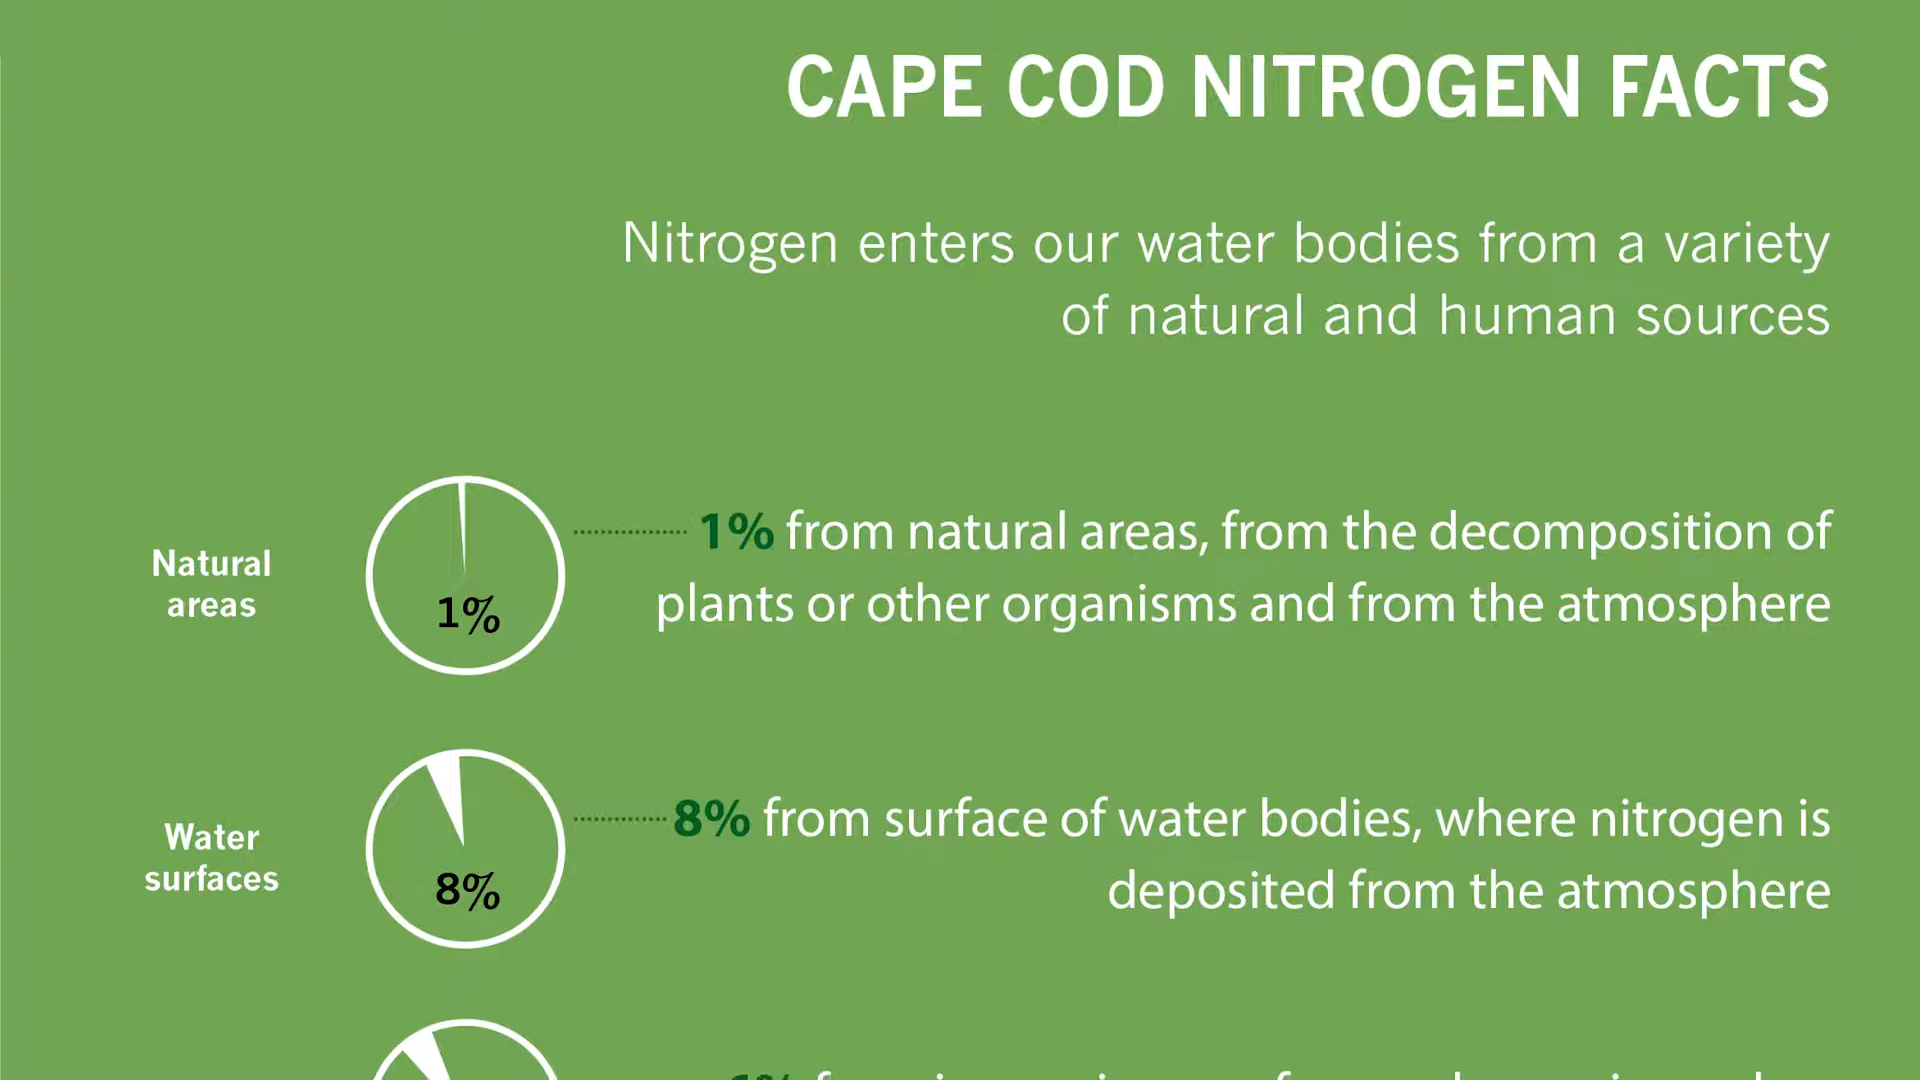 CAPE COD NITROGEN FACTS
Nitrogen enters our water bodies from a variety
of natural and human sources
Natural
areas
1%
1% from natural areas, from the decomposition of
plants or other organisms and from the atmosphere
Water
surfaces
8%
8% from surface of water bodies, where nitrogen is
deposited from the atmosphere